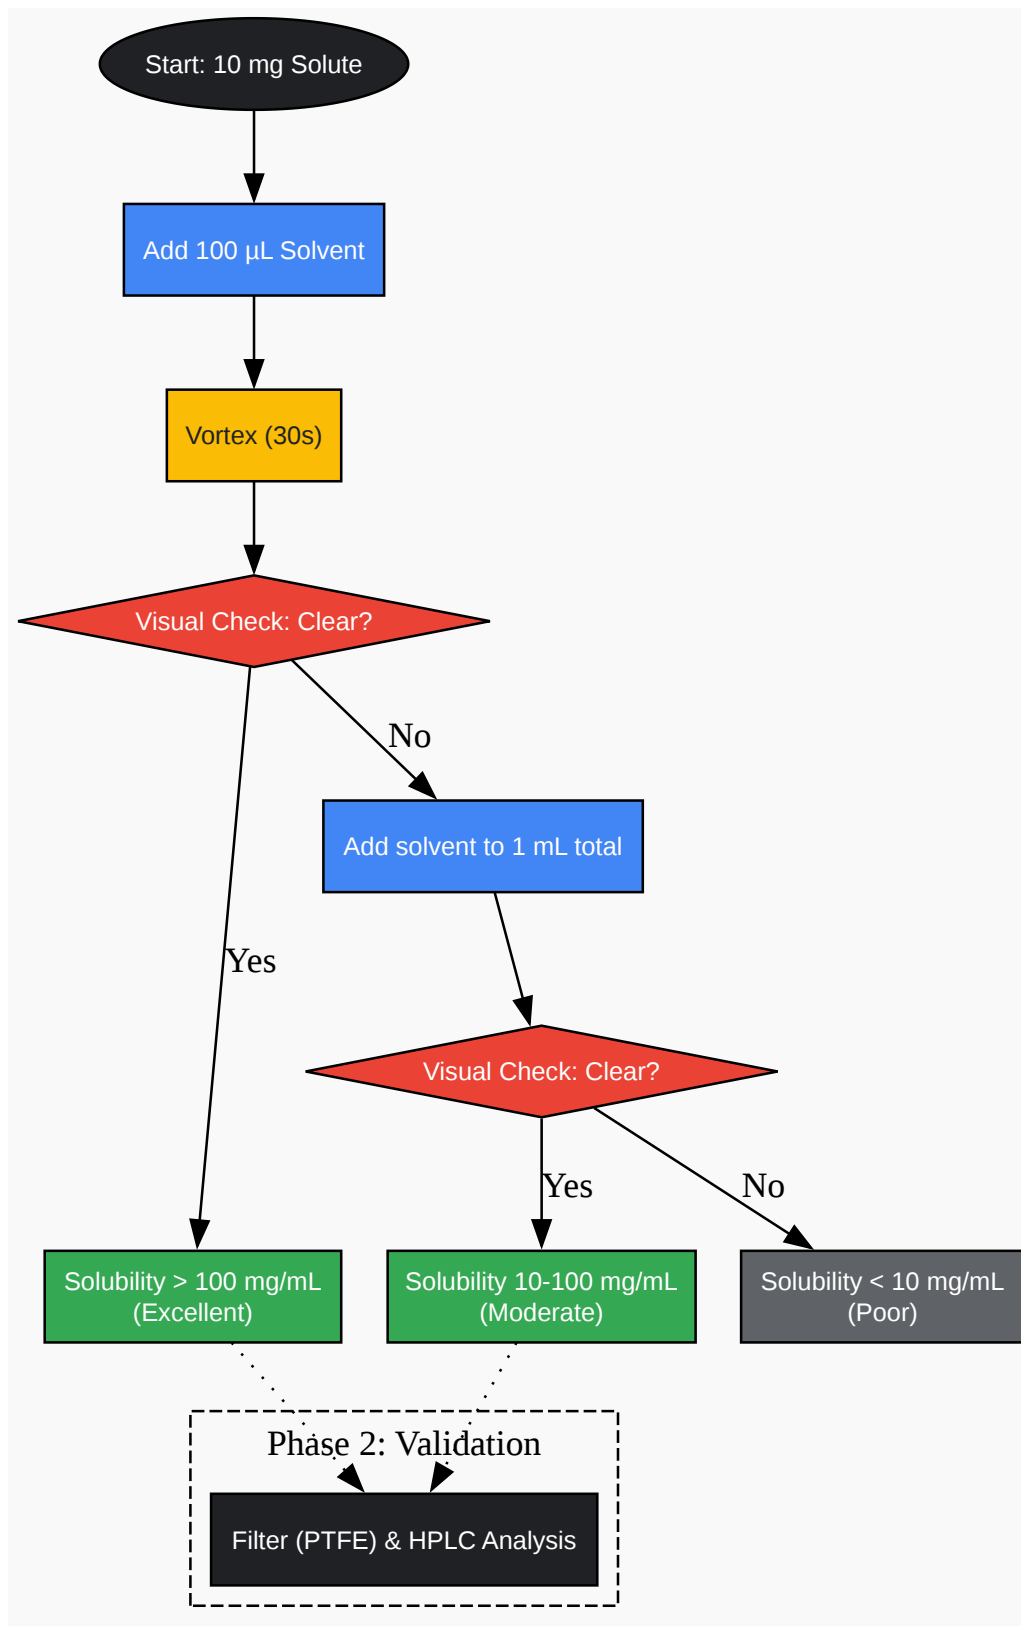 Start: 10 mg Solute
Add 100 µL Solvent
Vortex (30s)
Visual Check: Clear?
No
Add solvent to 1 mL total
Yes
Visual Check: Clear?
Yes
No
Solubility > 100 mg/mL
(Excellent)
Solubility 10-100 mg/mL
(Moderate)
Solubility < 10 mg/mL
(Poor)
Phase 2: Validation
Filter (PTFE) & HPLC Analysis